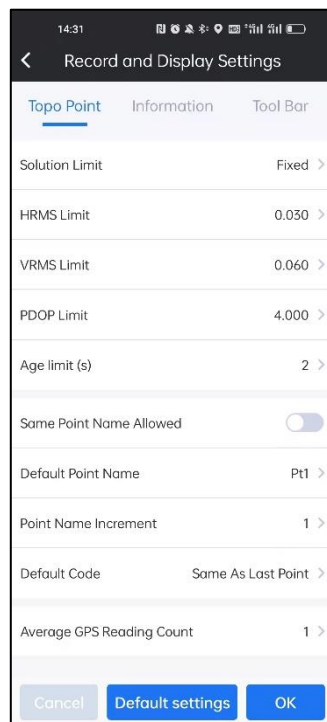 14:31
Record and Display Settings
Topo Point Information Tool Bar
Solution Limit Fixed
HRMS Limit 0.030
VRMS Limit 0.060
PDOP Limit 4.000
Age limit (s) 2
Same Point Name Allowed
Default Point Name Pt1
Point Name Increment 1
Default Code Same As Last Point
Average GPS Reading Count 1
Cancel Default settings OK